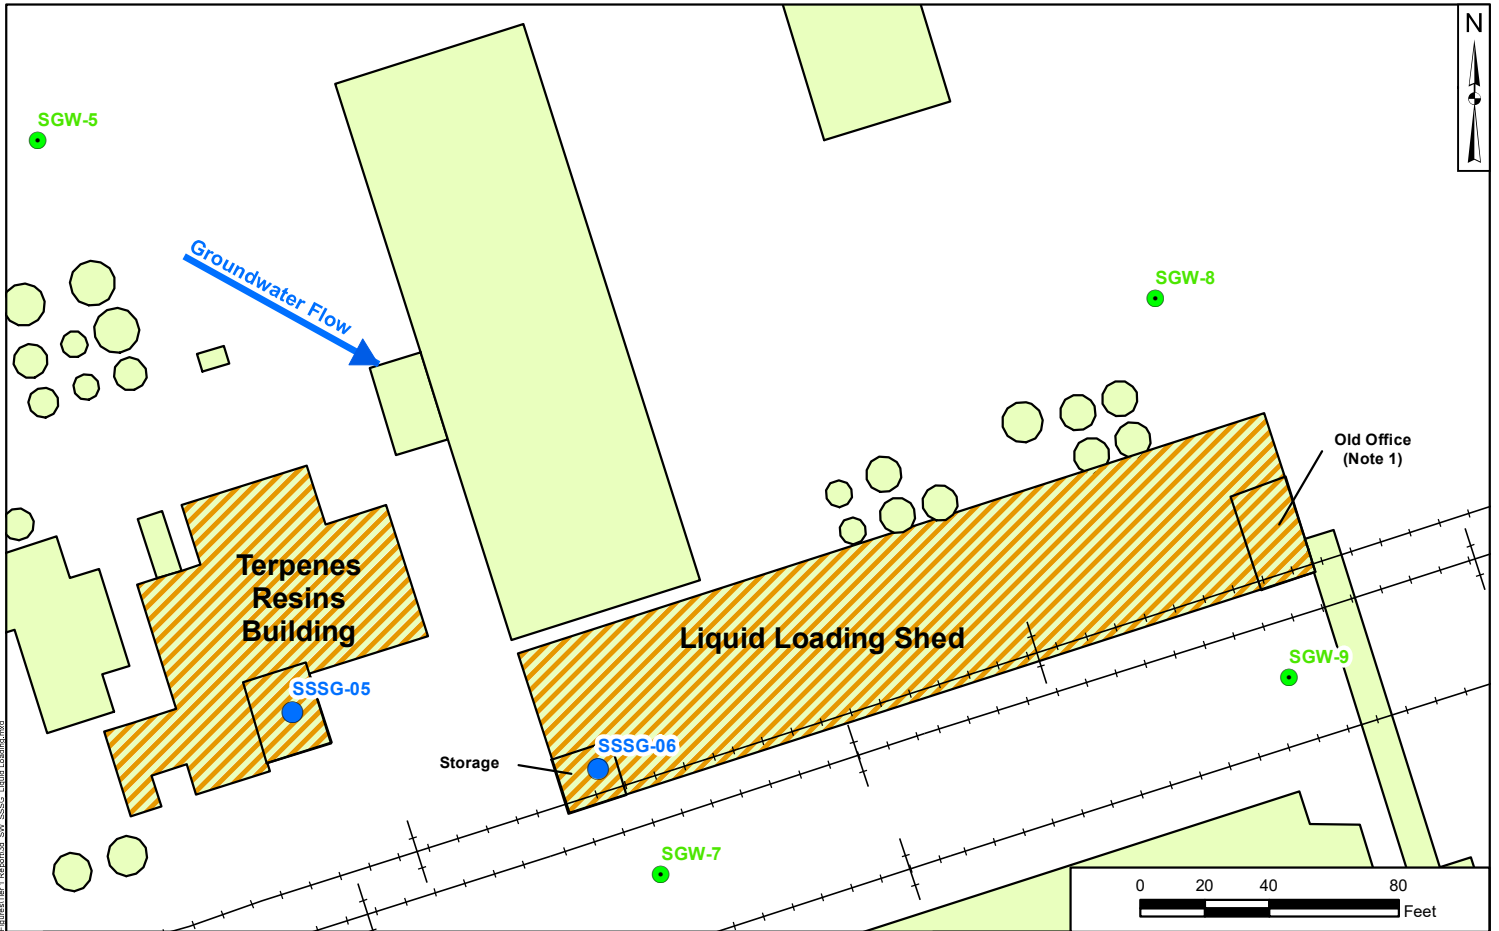 N
SGW-5
Groundwater Flow
SGW-8
Old Office
(Note 1)
Terpenes
Resins
Building
Liquid Loading Shed
SGW-9
SSSG-05
SSSG-06
Storage
SGW-7
0 20 40 80
Feet